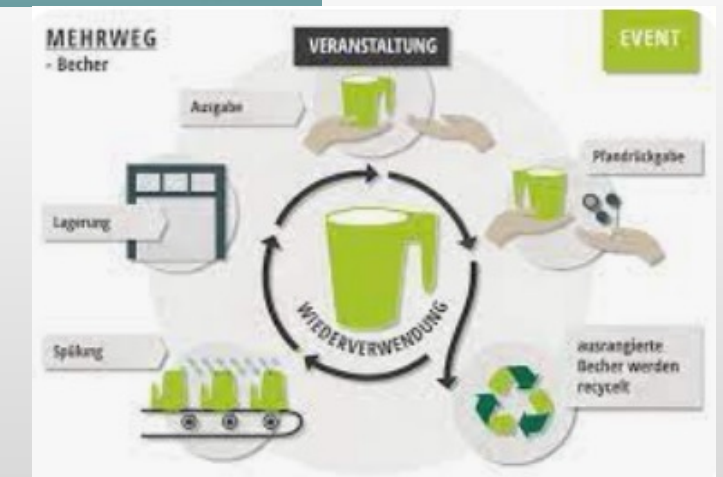 MEHRWEG
- Becher
VERANSTALTUNG
EVENT
Ausgabe
Pfandrückgabe
Lagerung
WIEDERVERWENDUNG
Spülung
ausrangierte
Becher werden
recycelt